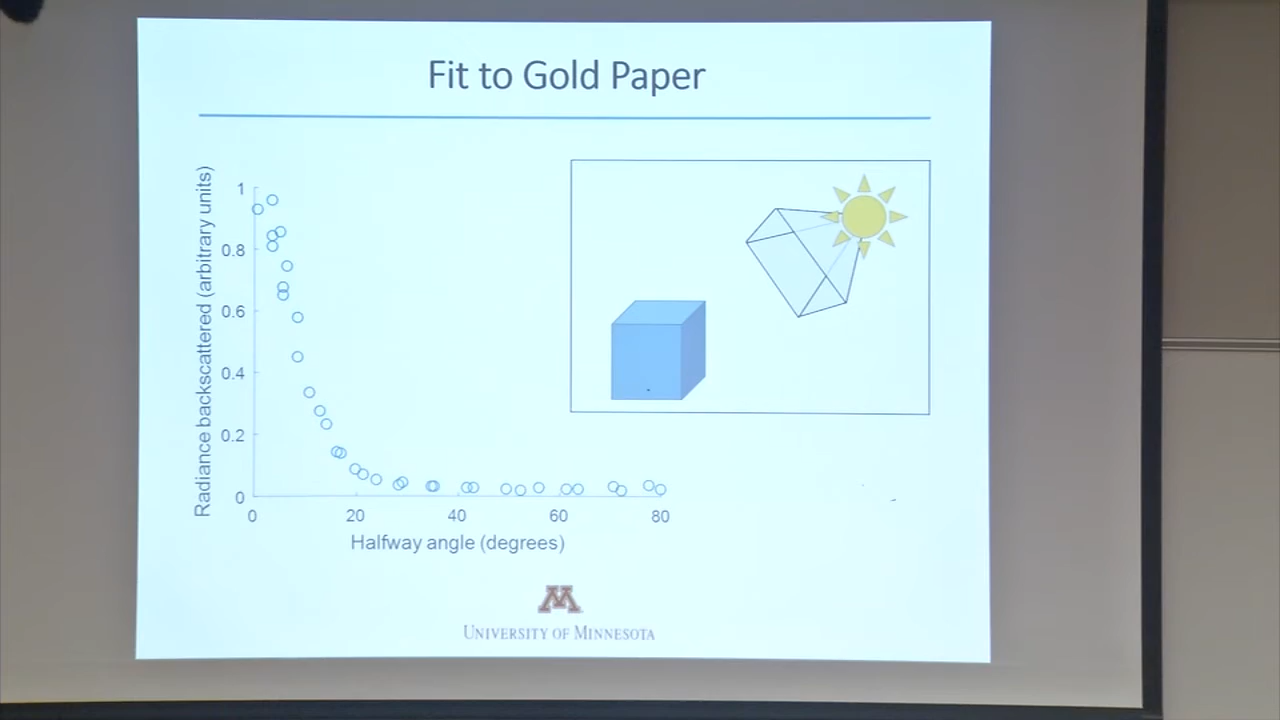 Fit to Gold Paper
Radiance backscattered (arbitrary units)
1
0.8
0.6
0.4
0.2
0
0
20
40
60
80
Halfway angle (degrees)
M
UNIVERSITY OF MINNESOTA